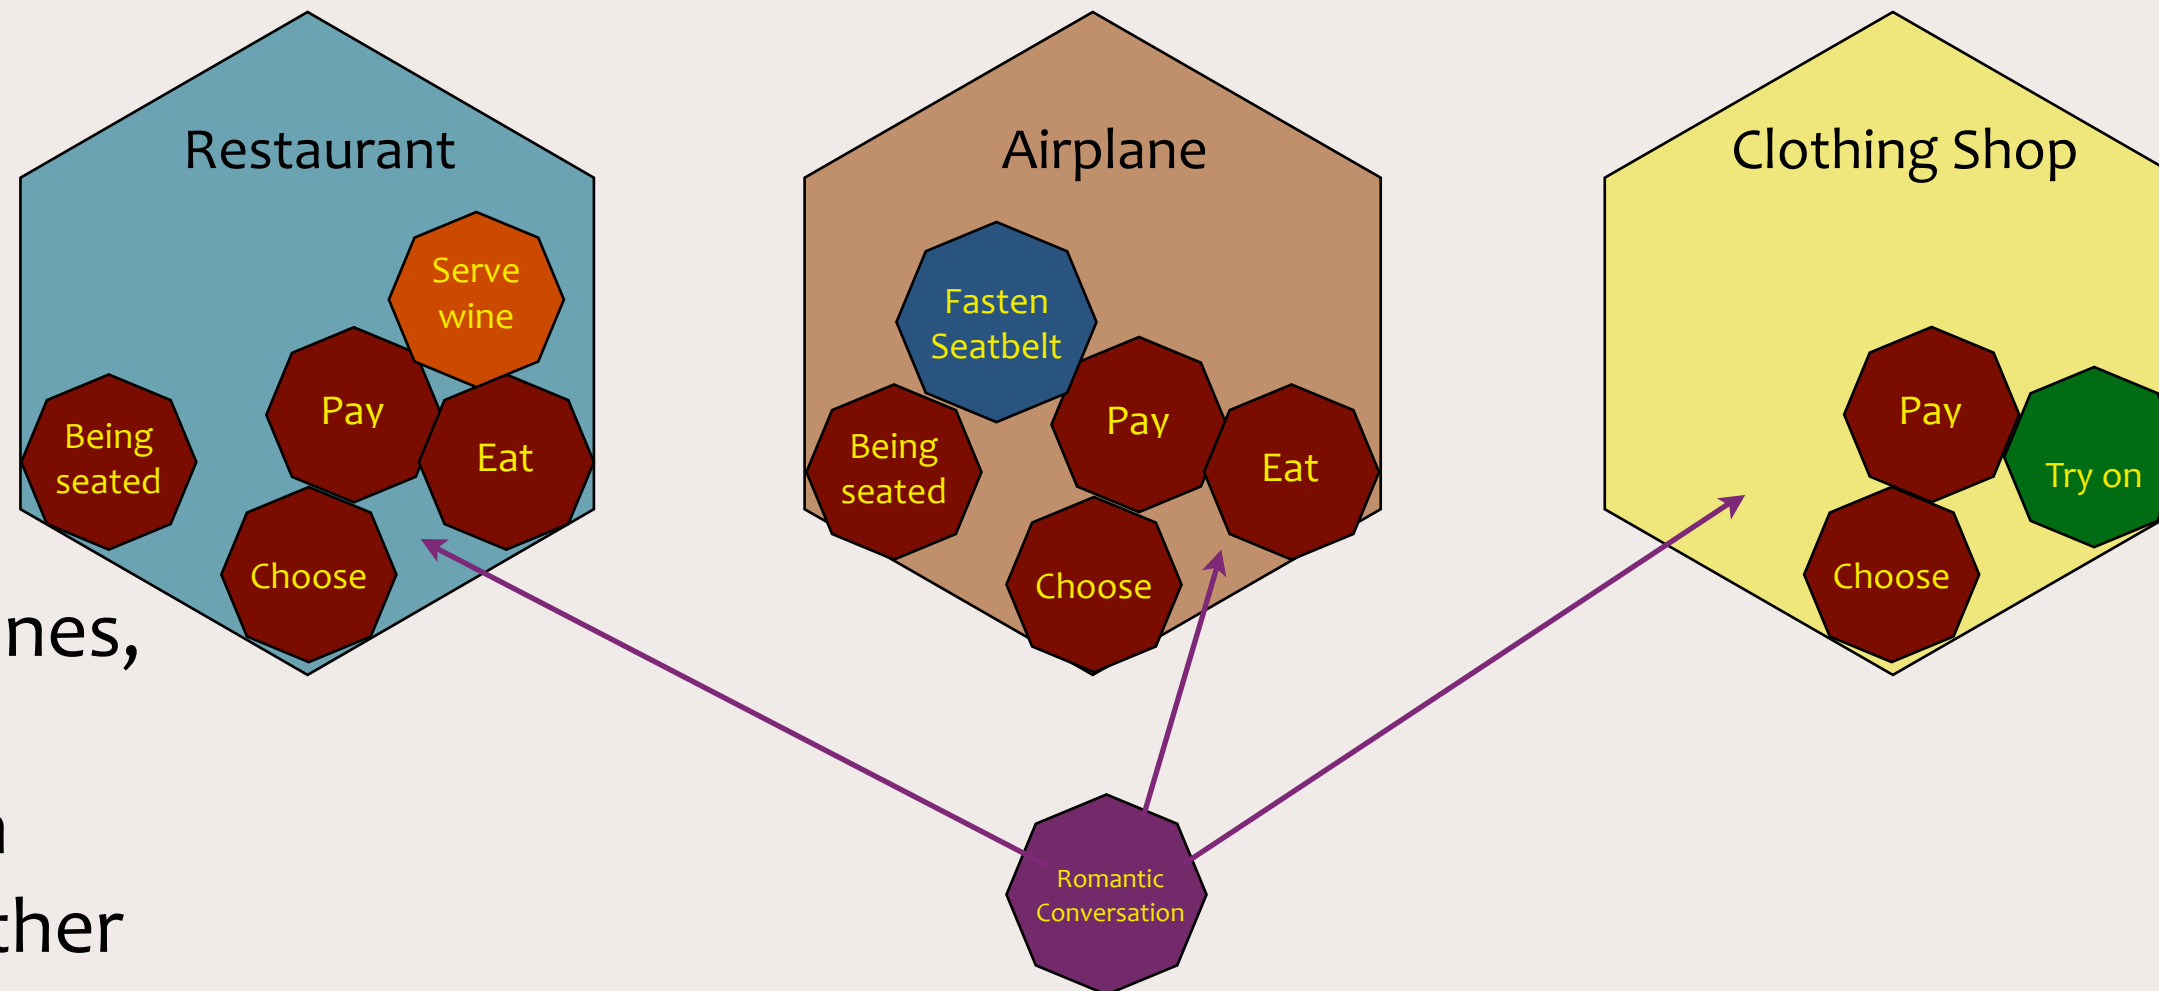 Restaurant
Serve
wine
Pay
Being
seated
Eat
Choose
Airplane
Fasten
Seatbelt
Pay
Being
seated
Eat
Choose
Clothing Shop
Pay
Try on
Choose
nes,
ther
Romantic
Conversation